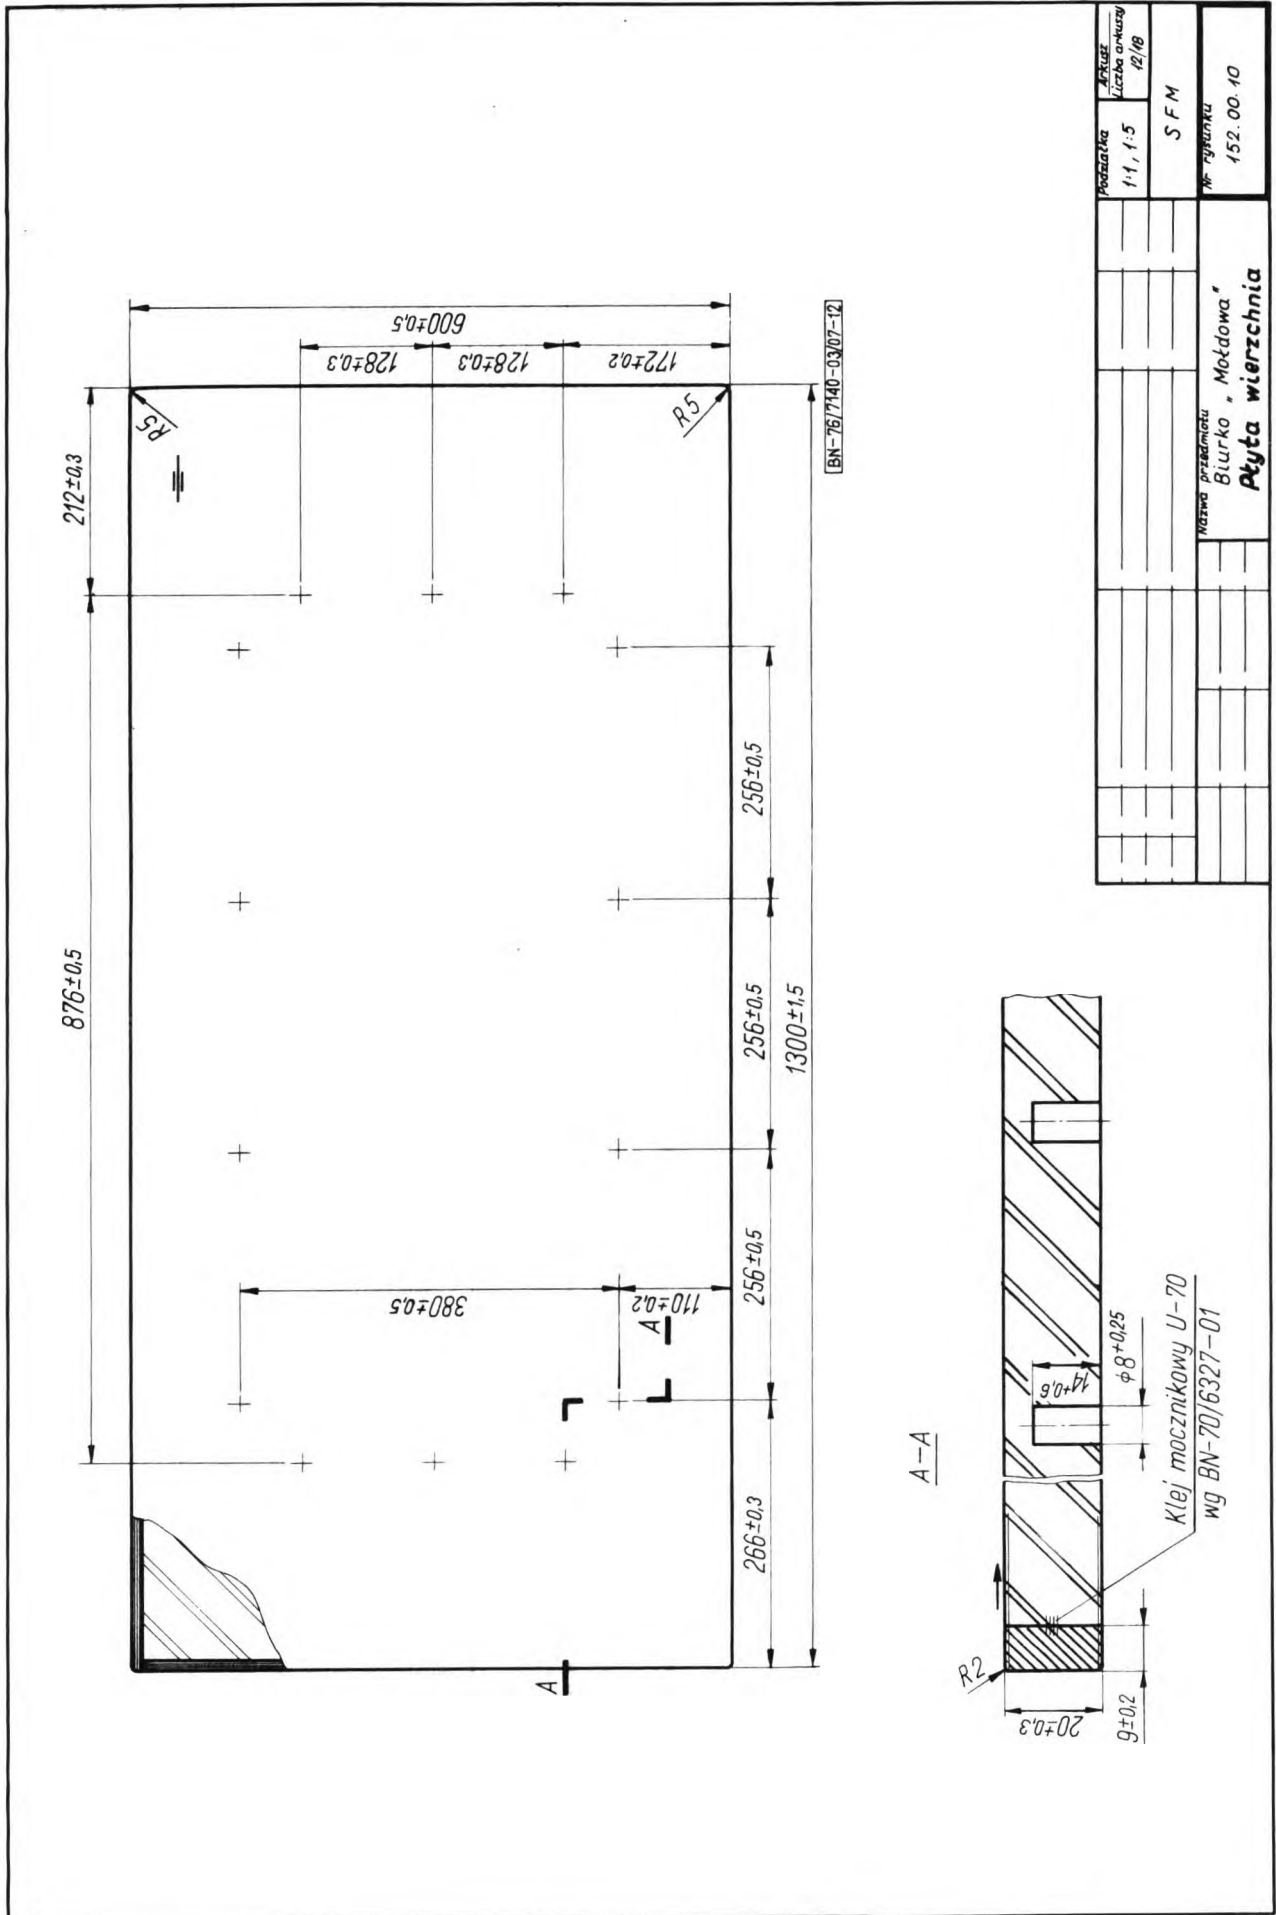 212±0,3
876±0,5
R5
R5
600±0,5
128±0,3
128±0,3
172±0,2
BN-76/7140-03/07-12
380±0,5
110±0,2
A
A
266±0,3
256±0,5
256±0,5
256±0,5
1300±1,5
A-A
R2
20±0,3
9±0,2
14+0,6
ϕ8+0,25
Klej mocznikowy U-70
wg BN-70/6327-01
Podziałka
1:1, 1:5
Arkusz
Liczba arkuszy
12/18
SFM
Nazwa przedmiotu
Biurko „Mołdowa"
Płyta wierzchnia
Nr rysunku
152.00.10